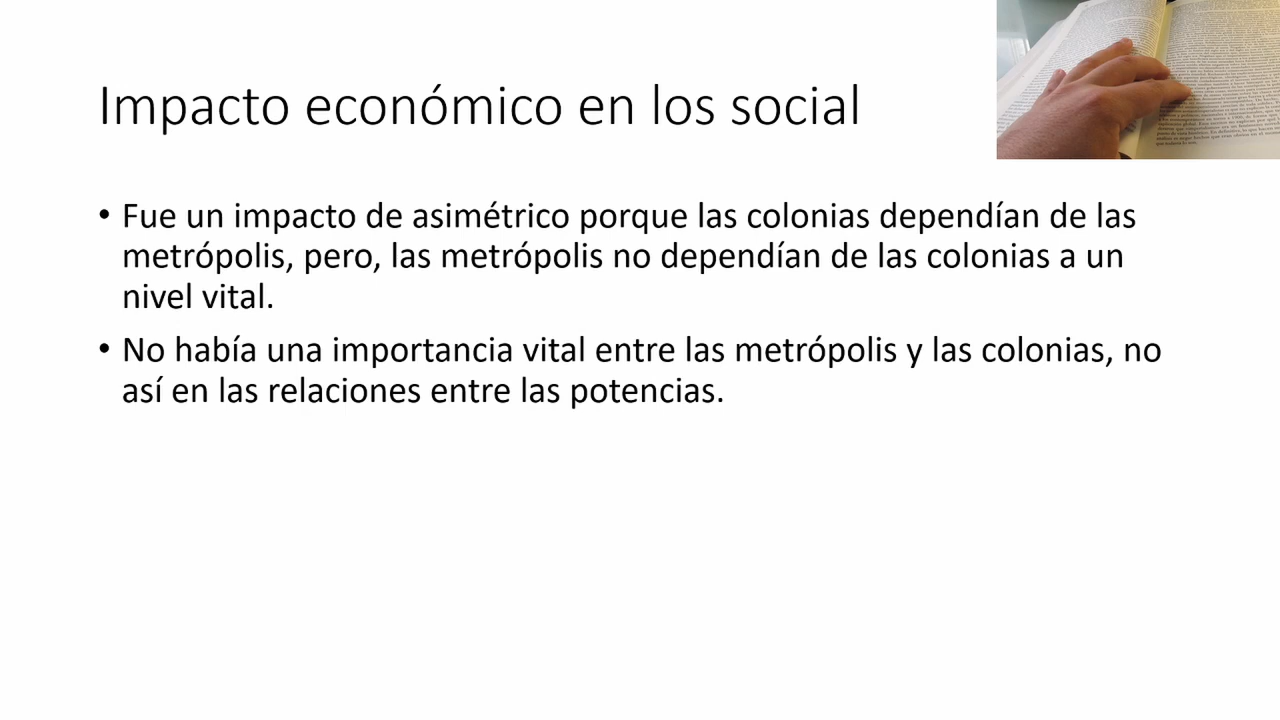 Impacto económico en los social
• Fue un impacto de asimétrico porque las colonias dependían de las
metrópolis, pero, las metrópolis no dependían de las colonias a un
nivel vital.
• No había una importancia vital entre las metrópolis y las colonias, no
así en las relaciones entre las potencias.